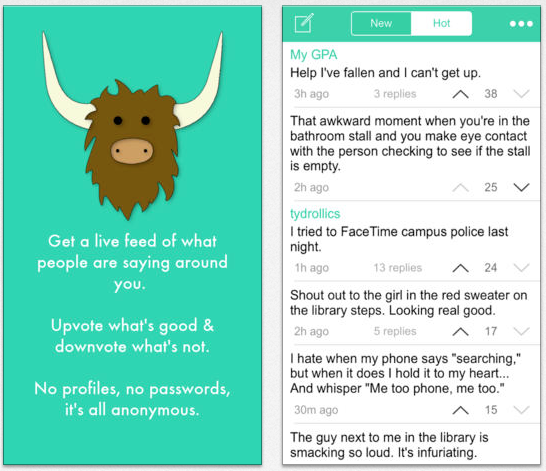 Get a live feed of what
people are saying around
you.
Upvote what's good &
downvote what's not.
No profiles, no passwords,
it's all anonymous.
New
Hot
My GPA
Help I've fallen and I can't get up.
3h ago 3 replies 38
That awkward moment when you're in the
bathroom stall and you make eye contact
with the person checking to see if the stall
is empty.
2h ago 25
tydrollics
I tried to FaceTime campus police last
night.
1h ago 13 replies 24
Shout out to the girl in the red sweater on
the library steps. Looking real good.
2h ago 5 replies 17
I hate when my phone says "searching,"
but when it does I hold it to my heart...
And whisper "Me too phone, me too."
30m ago 15
The guy next to me in the library is
smacking so loud. It's infuriating.